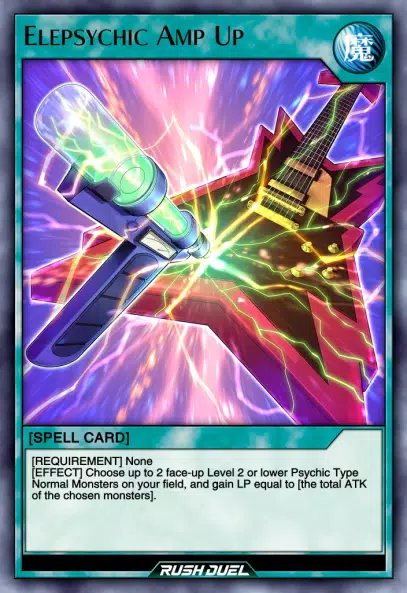 Elepsychic Amp Up
魔
[SPELL CARD]
[REQUIREMENT] None
[EFFECT] Choose up to 2 face-up Level 2 or lower Psychic Type
Normal Monsters on your field, and gain LP equal to [the total ATK
of the chosen monsters].
RUSH DUEL